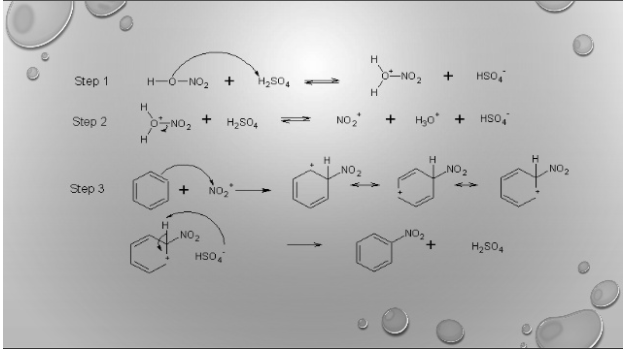 Step 1 H—O—NO₂ + H₂SO₄ ⇌ H H O⁺—NO₂ + HSO₄⁻
Step 2 H H O⁺—NO₂ + H₂SO₄ ⇌ NO₂⁺ + H₃O⁺ + HSO₄⁻
Step 3 + NO₂⁺ → + H NO₂ ↔ + H NO₂ ↔ H NO₂ +
H NO₂ + HSO₄⁻ → NO₂ + H₂SO₄